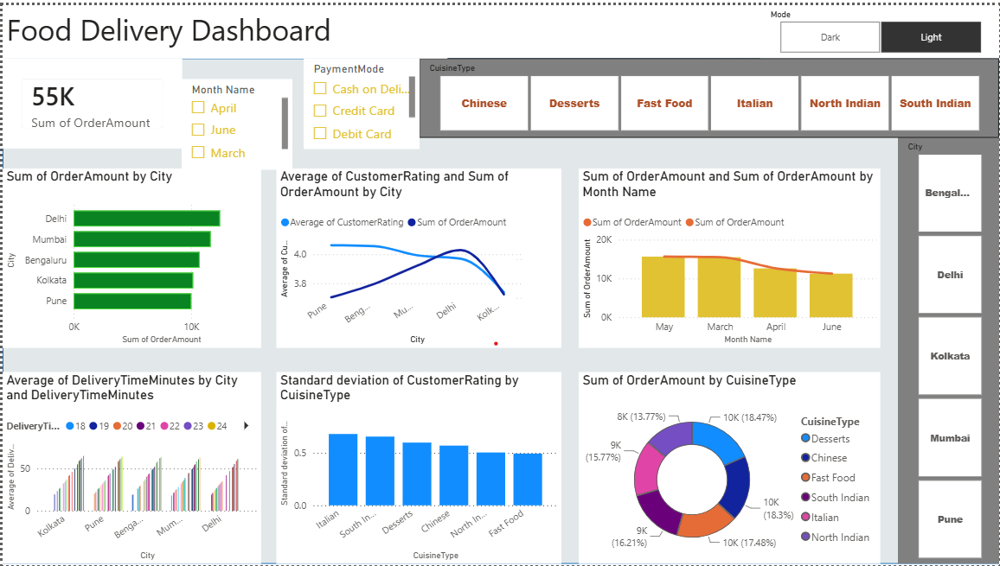 Food Delivery Dashboard
Mode
Dark
Light
55K
Sum of OrderAmount
Month Name
April
June
March
PaymentMode
Cash on Deli...
Credit Card
Debit Card
CuisineType
Chinese
Desserts
Fast Food
Italian
North Indian
South Indian
City
Bengal...
Delhi
Kolkata
Mumbai
Pune
Sum of OrderAmount by City
City
Delhi
Mumbai
Bengaluru
Kolkata
Pune
0K
10K
Sum of OrderAmount
Average of CustomerRating and Sum of
OrderAmount by City
Average of CustomerRating
Sum of OrderAmount
Average of Cu...
4.0
3.8
Pune
Beng...
Mu...
Delhi
Kolk...
City
Sum of OrderAmount and Sum of OrderAmount by
Month Name
Sum of OrderAmount
Sum of OrderAmount
Sum of OrderAmount
20K
10K
0K
May
March
April
June
Month Name
Average of DeliveryTimeMinutes by City
and DeliveryTimeMinutes
DeliveryTi...
18
19
20
21
22
23
24
Average of Deliv...
50
0
Kolkata
Pune
Benga...
Mum...
Delhi
City
Standard deviation of CustomerRating by
CuisineType
Standard deviation of...
0.5
0.0
Italian
South In...
Desserts
Chinese
North In...
Fast Food
CuisineType
Sum of OrderAmount by CuisineType
8K (13.77%)
10K (18.47%)
9K
(15.77%)
10K
(18.3%)
9K
(16.21%)
10K (17.48%)
CuisineType
Desserts
Chinese
Fast Food
South Indian
Italian
North Indian